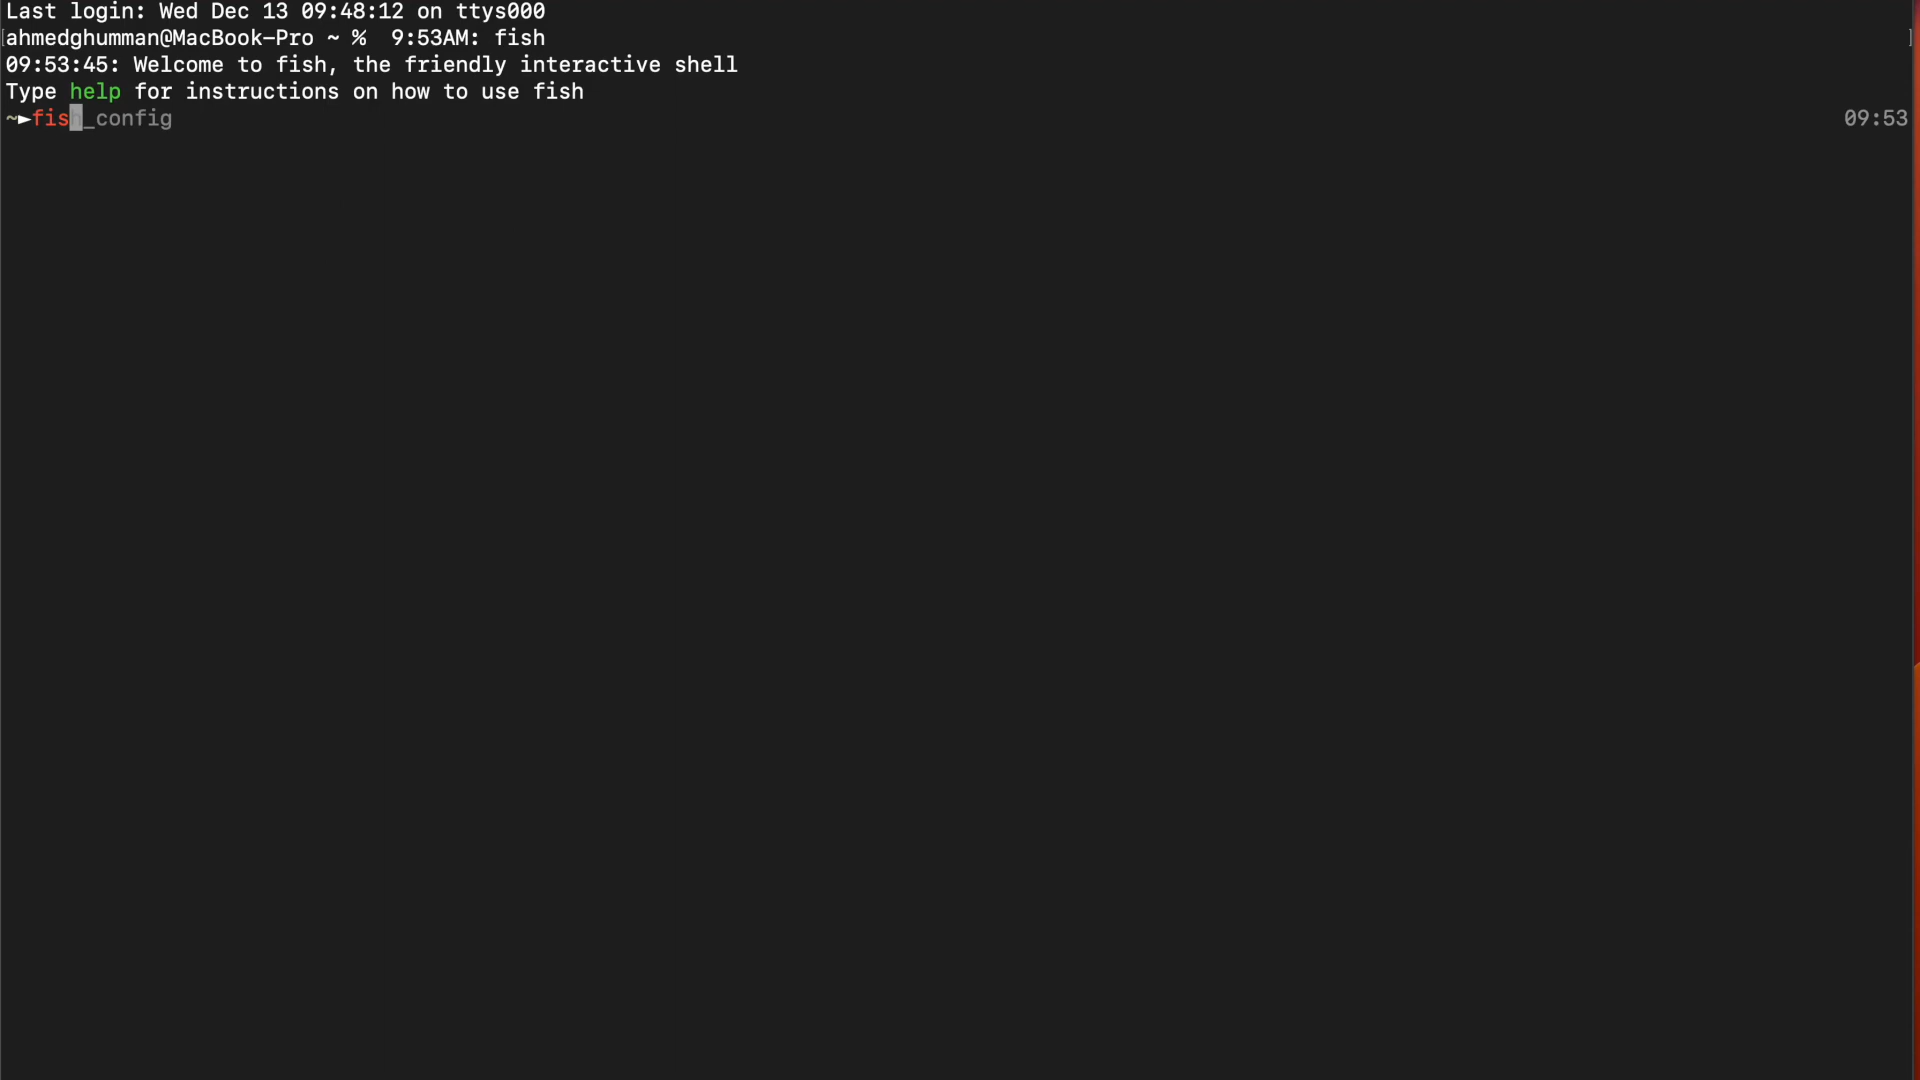 Last login: Wed Dec 13 09:48:12 on ttys000
[ahmedghumman@MacBook-Pro ~ %  9:53AM: fish ]
09:53:45: Welcome to fish, the friendly interactive shell
Type help for instructions on how to use fish
~►fish_config 09:53